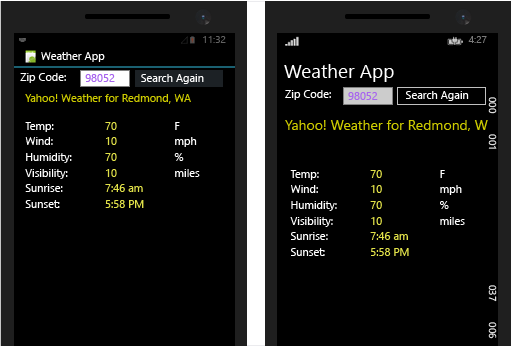 11:32
Weather App
Zip Code: 98052 Search Again
Yahoo! Weather for Redmond, WA
Temp: 70 F
Wind: 10 mph
Humidity: 70 %
Visibility: 10 miles
Sunrise: 7:46 am
Sunset: 5:58 PM
4:27
Weather App
Zip Code: 98052 Search Again
Yahoo! Weather for Redmond, W
Temp: 70 F
Wind: 10 mph
Humidity: 70 %
Visibility: 10 miles
Sunrise: 7:46 am
Sunset: 5:58 PM
000
001
037
006